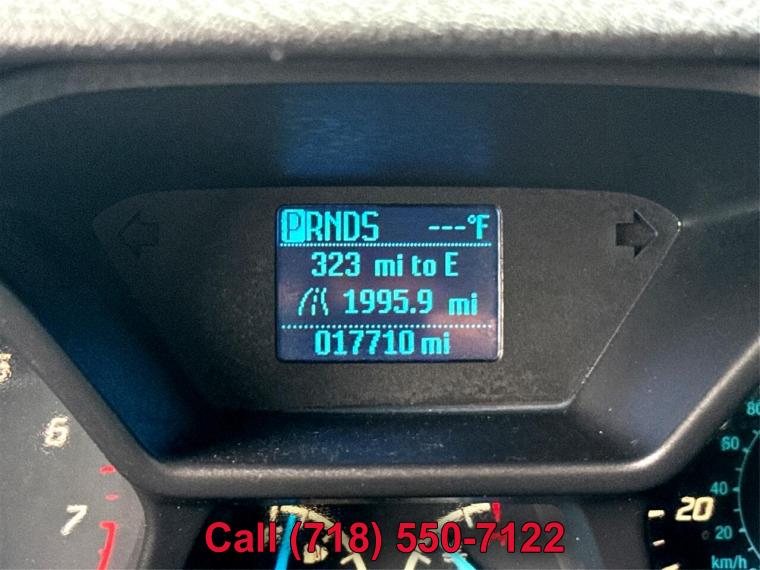 PRNDS ---°F
323 mi to E
1995.9 mi
017710 mi
6
7
80
60
40
20
20
km/h
Call (718) 550-7122